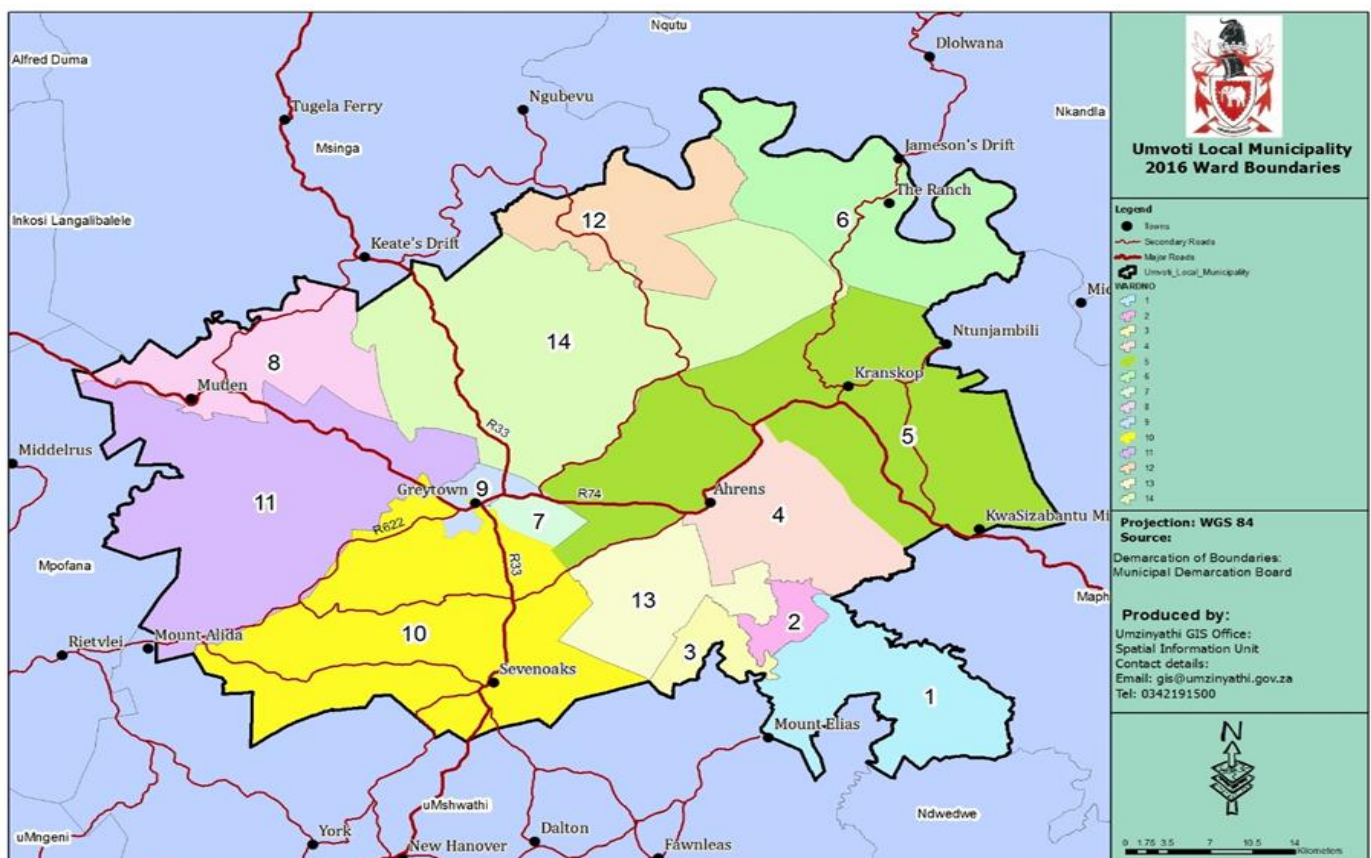 Nqutu
Dlolwana
Alfred Duma
Tugela Ferry
Ngubevu
Nkandla
Msinga
Jameson's Drift
The Ranch
Inkosi Langalibalele
12
6
Keate's Drift
14
Ntunjambili
8
Muden
Kranskop
R33
5
Middelrus
11
Greytown
9
R74
Ahrens
7
4
R622
KwaSizabantu Mi
R33
Mpofana
Maph
13
10
2
Rietvlei
Mount Alida
3
Sevenoaks
1
Mount Elias
uMshwathi
Ndwedwe
uMngeni
York
New Hanover
Dalton
Fawnleas
Umvoti Local Municipality
2016 Ward Boundaries
Legend
Towns
Secondary Roads
Major Roads
Umvoti_Local_Municipality
WARDNO
1
2
3
4
5
6
7
8
9
10
11
12
13
14
Projection: WGS 84
Source:
Demarcation of Boundaries:
Municipal Demarcation Board
Produced by:
Umzinyathi GIS Office:
Spatial Information Unit
Contact details:
Email: gis@umzinyathi.gov.za
Tel: 0342191500
N
0 1.75 3.5 7 10.5 14
Kilometers